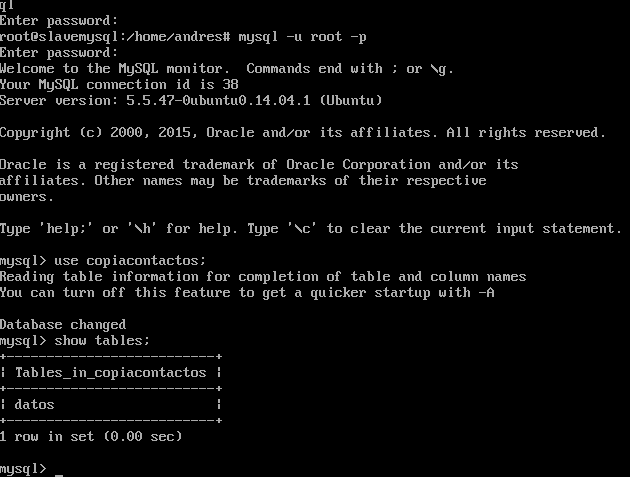 ql
Enter password:
root@slavemysql:/home/andres# mysql -u root -p
Enter password:
Welcome to the MySQL monitor.  Commands end with ; or \g.
Your MySQL connection id is 38
Server version: 5.5.47-0ubuntu0.14.04.1 (Ubuntu)

Copyright (c) 2000, 2015, Oracle and/or its affiliates. All rights reserved.

Oracle is a registered trademark of Oracle Corporation and/or its
affiliates. Other names may be trademarks of their respective
owners.

Type 'help;' or '\h' for help. Type '\c' to clear the current input statement.

mysql> use copiacontactos;
Reading table information for completion of table and column names
You can turn off this feature to get a quicker startup with -A

Database changed
mysql> show tables;
+--------------------------+
| Tables_in_copiacontactos |
+--------------------------+
| datos                    |
+--------------------------+
1 row in set (0.00 sec)

mysql> _